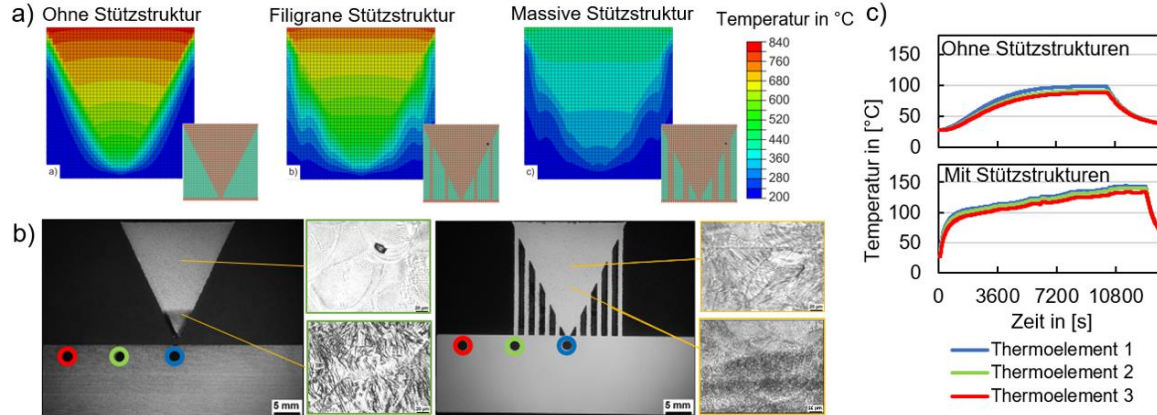 a)
Ohne Stützstruktur
Filigrane Stützstruktur
Massive Stützstruktur
Temperatur in °C
840
760
680
600
520
440
360
280
200
a)
b)
c)
b)
5 mm
5 mm
c)
Temperatur in [°C]
Ohne Stützstrukturen
150
100
50
0
Mit Stützstrukturen
150
100
50
0
0
3600
7200
10800
Zeit in [s]
Thermoelement 1
Thermoelement 2
Thermoelement 3